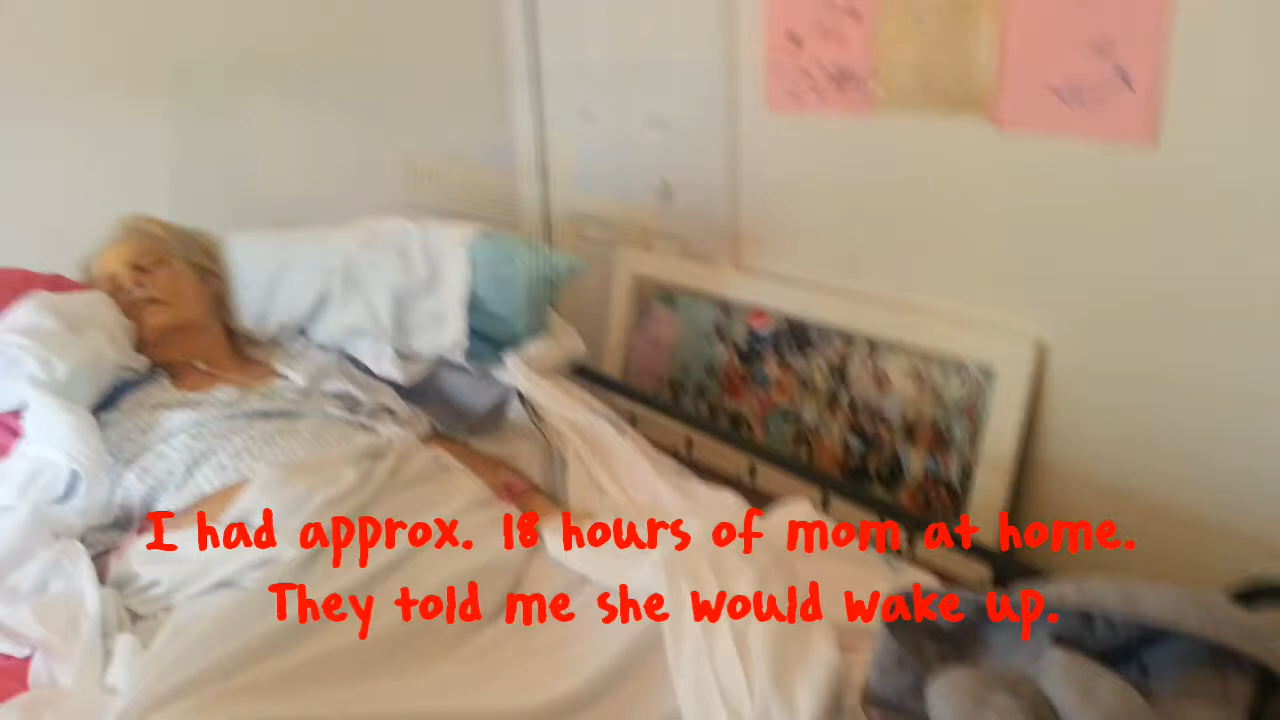 I had approx. 18 hours of mom at home.
They told me she would wake up.